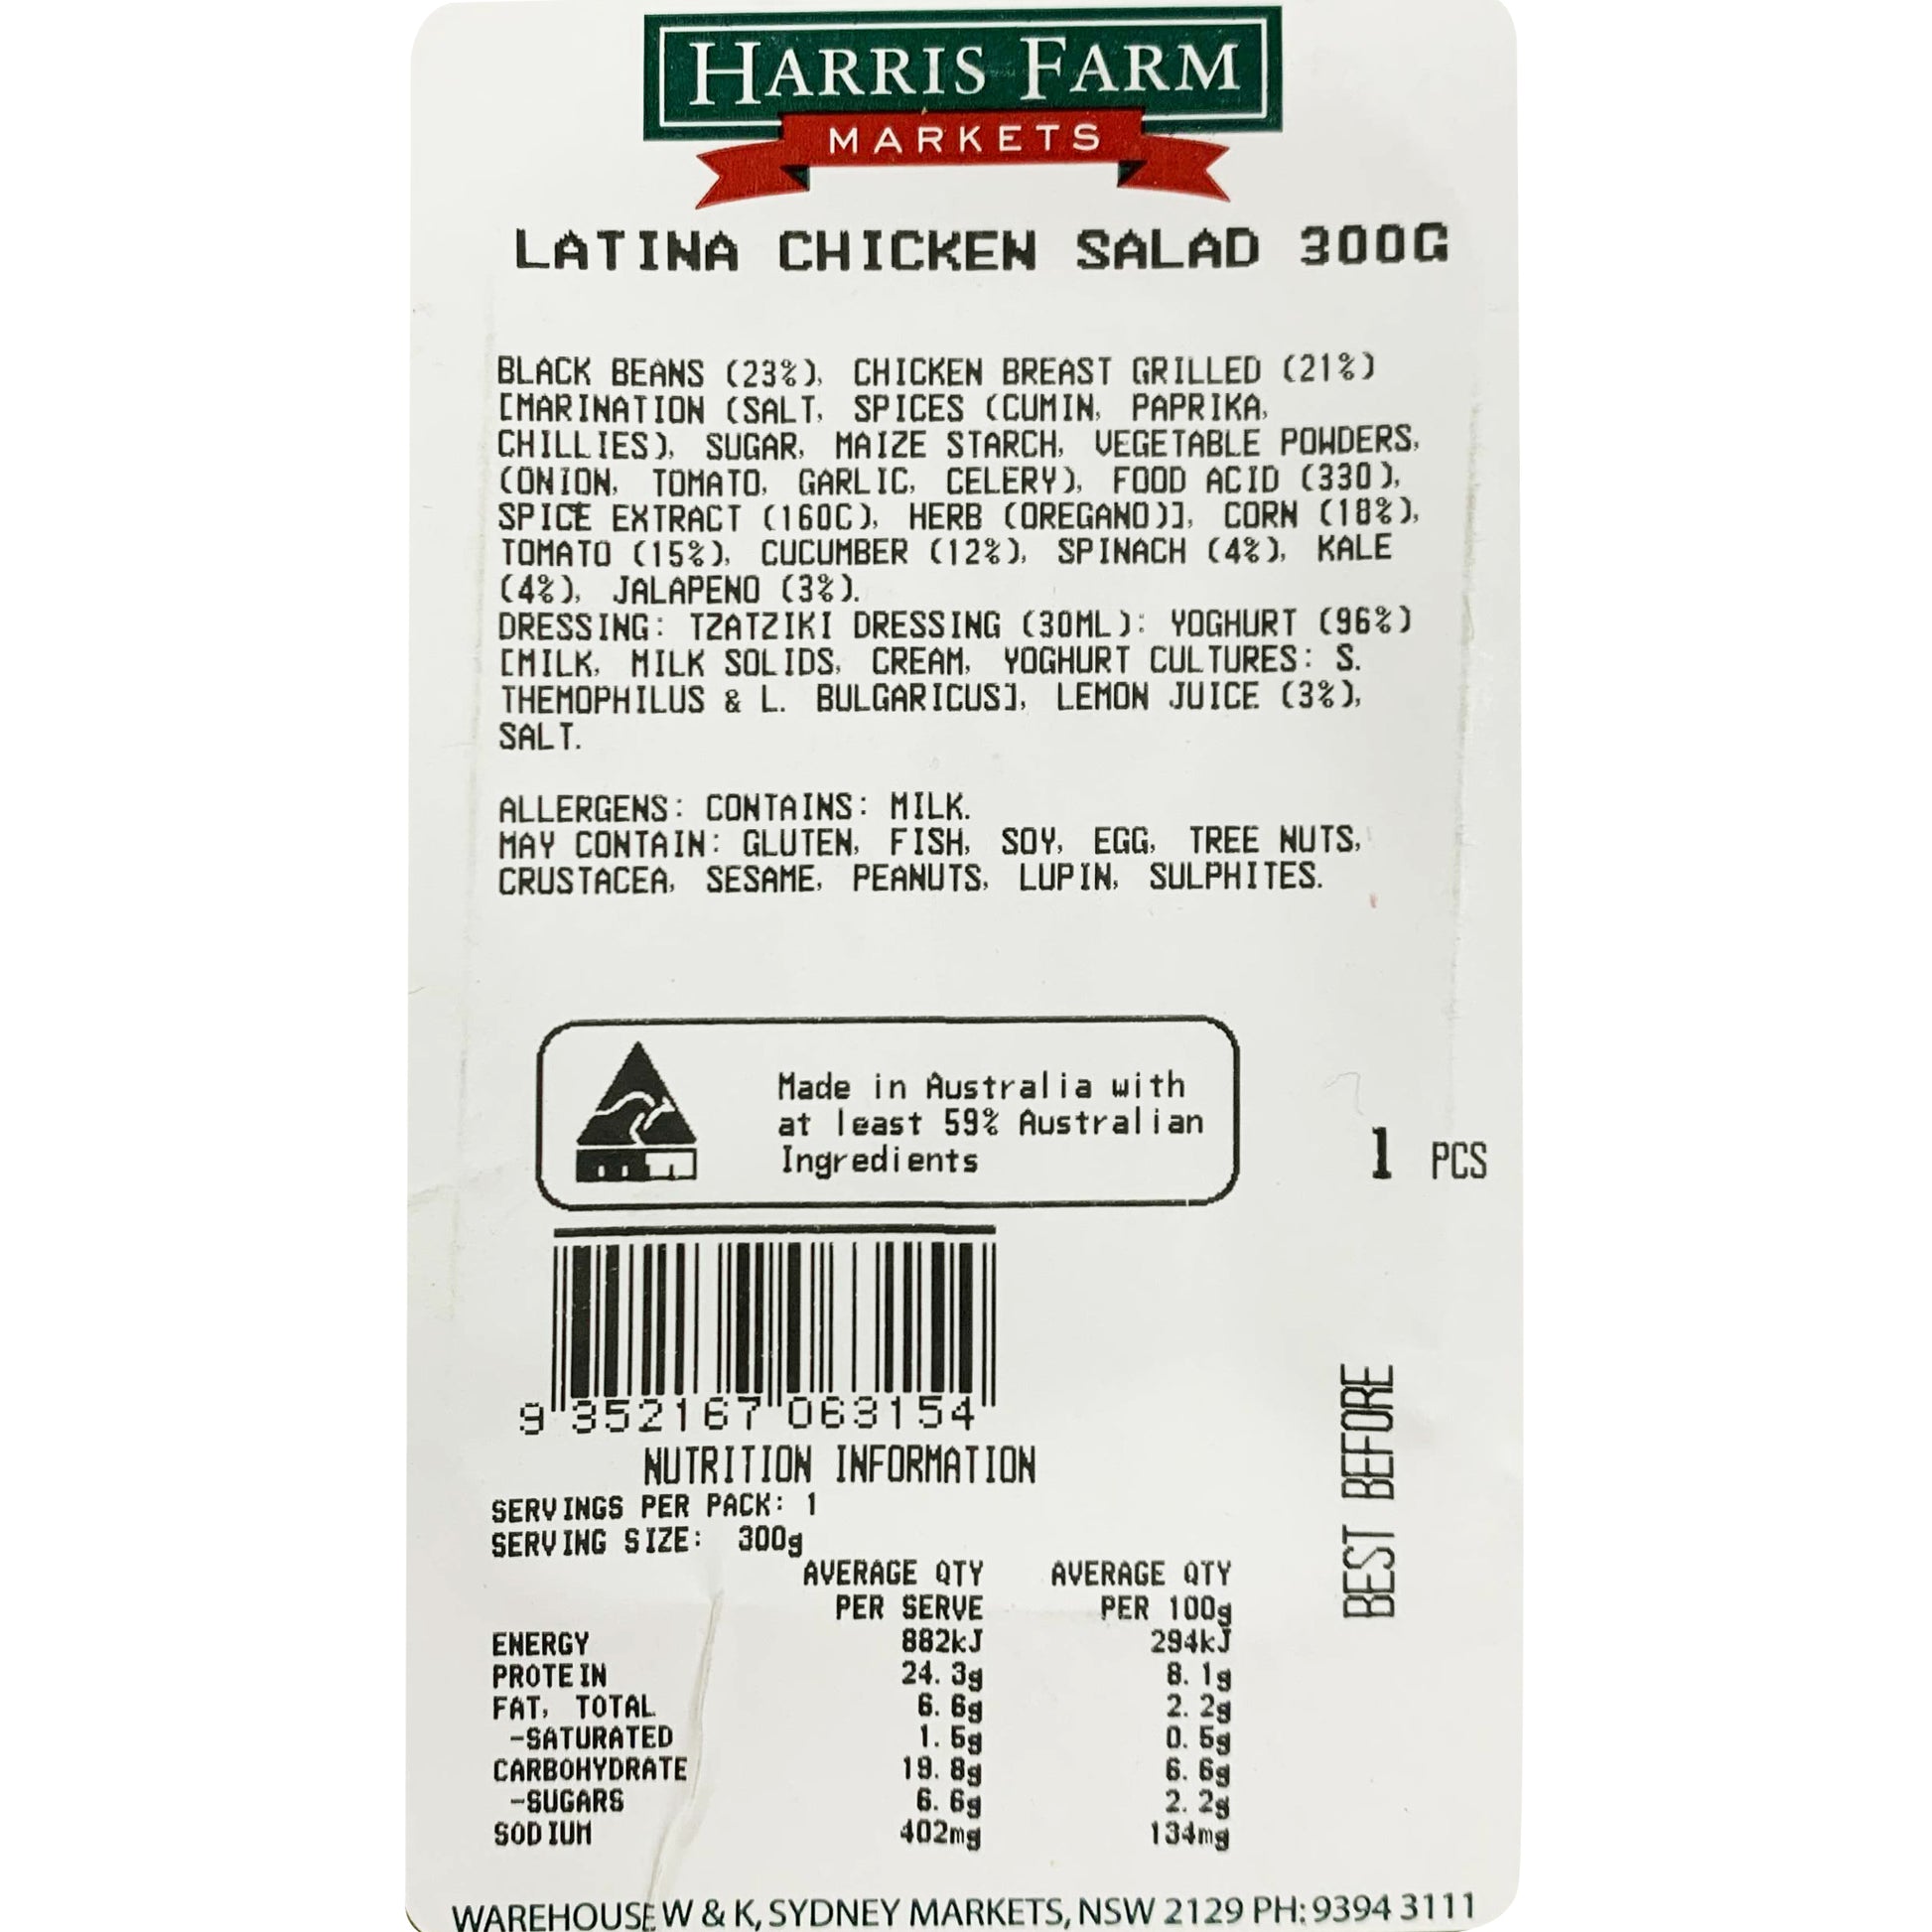 HARRIS FARM
MARKETS
LATINA CHICKEN SALAD 300G
BLACK BEANS (23%), CHICKEN BREAST GRILLED (21%)
[MARINATION (SALT, SPICES (CUMIN, PAPRIKA,
CHILLIES), SUGAR, MAIZE STARCH, VEGETABLE POWDERS,
(ONION, TOMATO, GARLIC, CELERY), FOOD ACID (330),
SPICE EXTRACT (160C), HERB (OREGANO)], CORN (18%),
TOMATO (15%), CUCUMBER (12%), SPINACH (4%), KALE
(4%), JALAPENO (3%).
DRESSING: TZATZIKI DRESSING (30ML): YOGHURT (96%)
[MILK, MILK SOLIDS, CREAM, YOGHURT CULTURES: S.
THEMOPHILUS & L. BULGARICUS], LEMON JUICE (3%),
SALT.
ALLERGENS: CONTAINS: MILK.
MAY CONTAIN: GLUTEN, FISH, SOY, EGG, TREE NUTS,
CRUSTACEA, SESAME, PEANUTS, LUPIN, SULPHITES.
Made in Australia with
at least 59% Australian
Ingredients
1 PCS
9 352167 063154
BEST BEFORE
NUTRITION INFORMATION
SERVINGS PER PACK: 1
SERVING SIZE: 300g
AVERAGE QTY AVERAGE QTY
PER SERVE PER 100g
ENERGY 882kJ 294kJ
PROTEIN 24.3g 8.1g
FAT, TOTAL 6.6g 2.2g
-SATURATED 1.5g 0.5g
CARBOHYDRATE 19.8g 6.6g
-SUGARS 6.6g 2.2g
SODIUM 402mg 134mg
WAREHOUSE W & K, SYDNEY MARKETS, NSW 2129 PH: 9394 3111